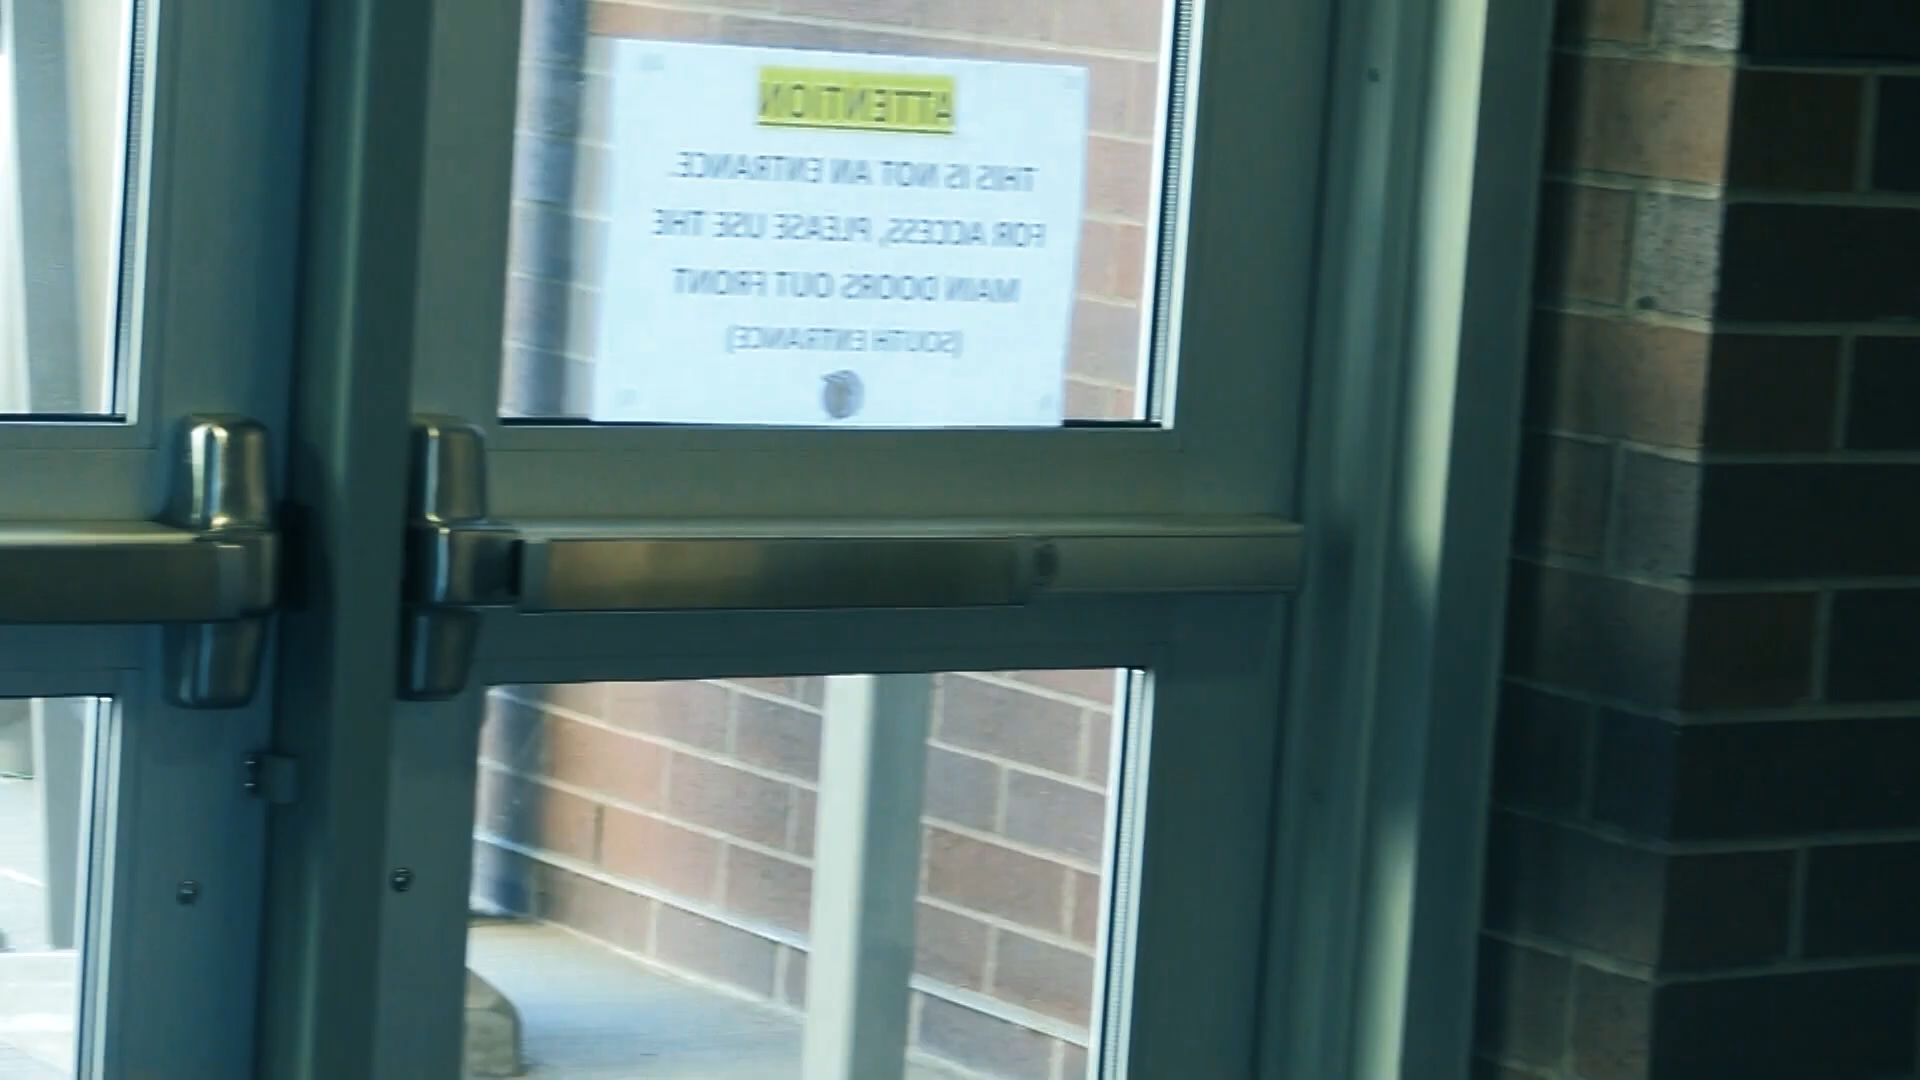 ATTENTION
THIS IS NOT AN ENTRANCE.
FOR ACCESS, PLEASE USE THE
MAIN DOORS OUT FRONT
(SOUTH ENTRANCE)